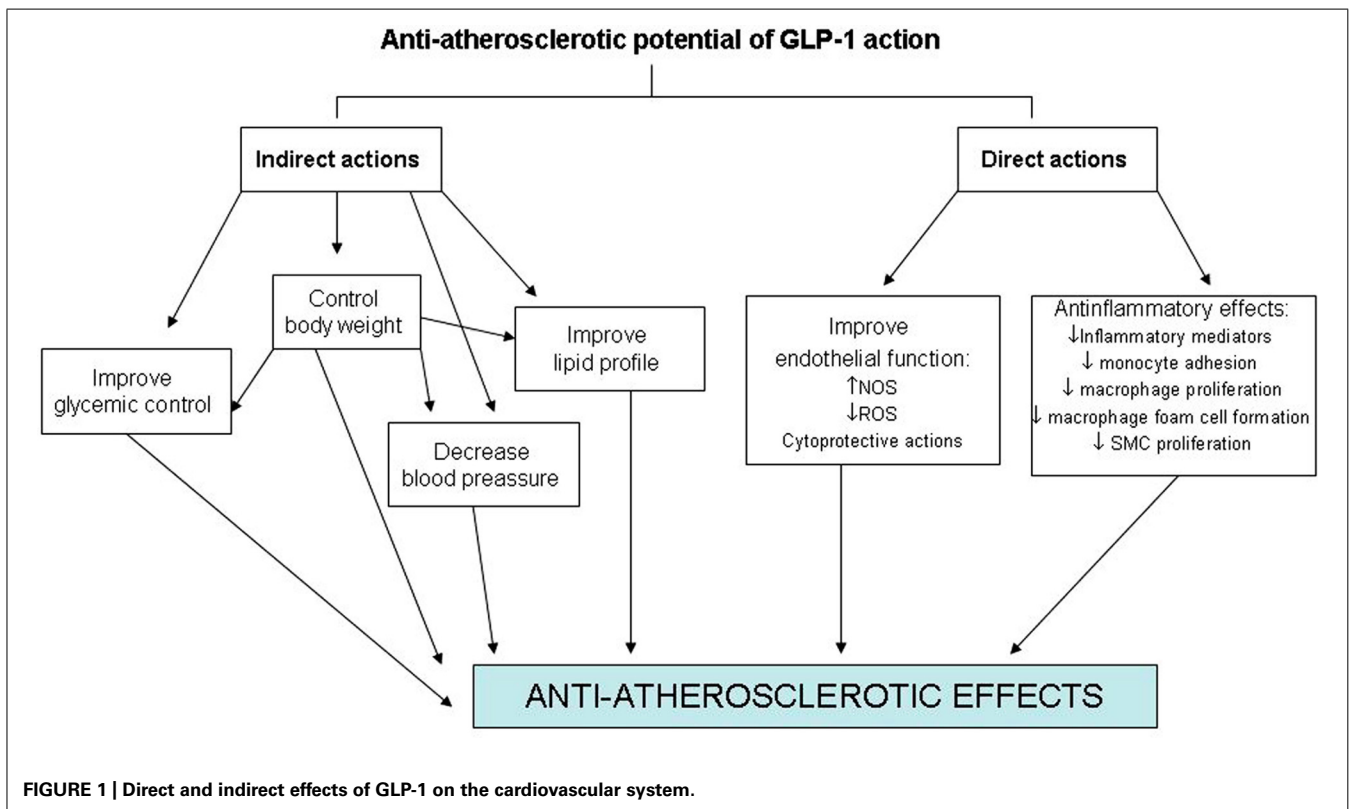 Anti-atherosclerotic potential of GLP-1 action
Indirect actions
Direct actions
Control
body weight
Improve
lipid profile
Improve
glycemic control
Decrease
blood preassure
Improve
endothelial function:
↑NOS
↓ROS
Cytoprotective actions
Antinflammatory effects:
↓Inflammatory mediators
↓ monocyte adhesion
↓ macrophage proliferation
↓ macrophage foam cell formation
↓ SMC proliferation
ANTI-ATHEROSCLEROTIC EFFECTS
FIGURE 1 | Direct and indirect effects of GLP-1 on the cardiovascular system.